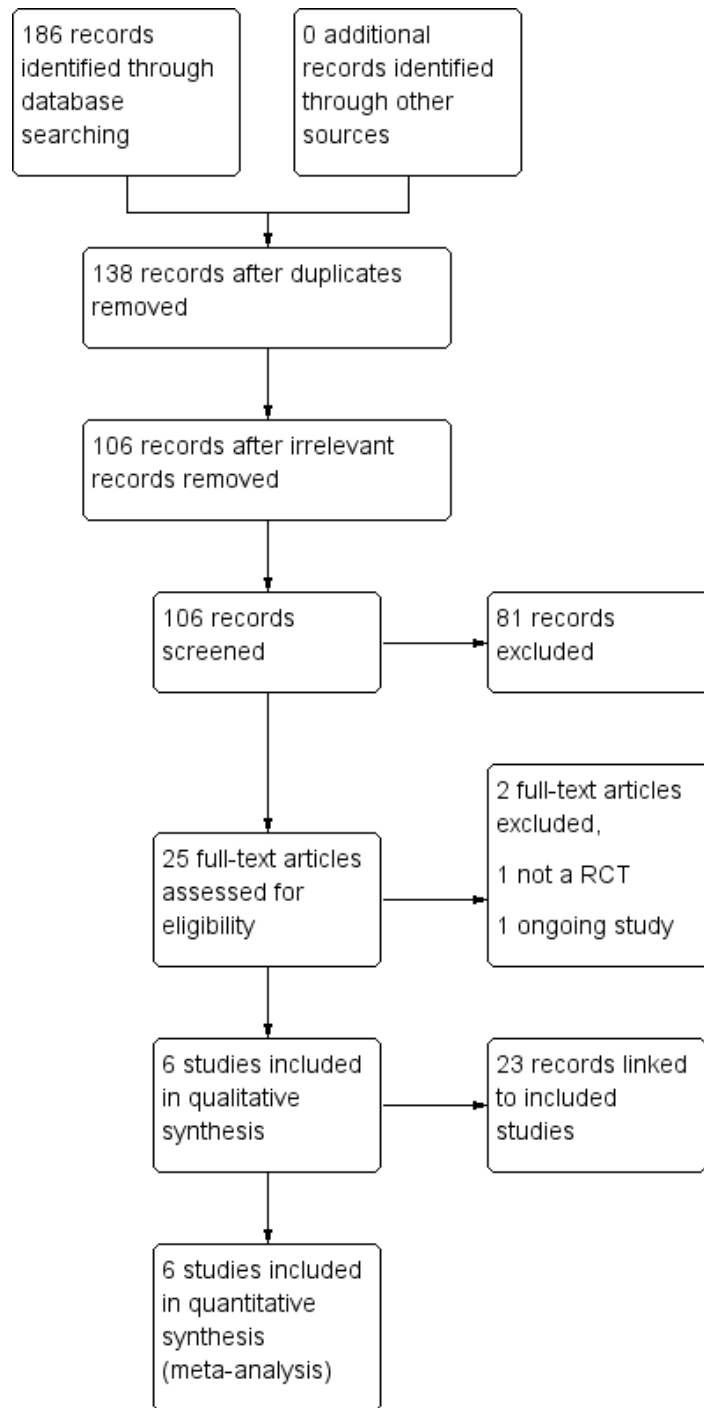 186 records
identified through
database
searching
0 additional
records identified
through other
sources
138 records after duplicates
removed
106 records after irrelevant
records removed
106 records
screened
81 records
excluded
25 full-text articles
assessed for
eligibility
2 full-text articles
excluded,
1 not a RCT
1 ongoing study
6 studies included
in qualitative
synthesis
23 records linked
to included
studies
6 studies included
in quantitative
synthesis
(meta-analysis)